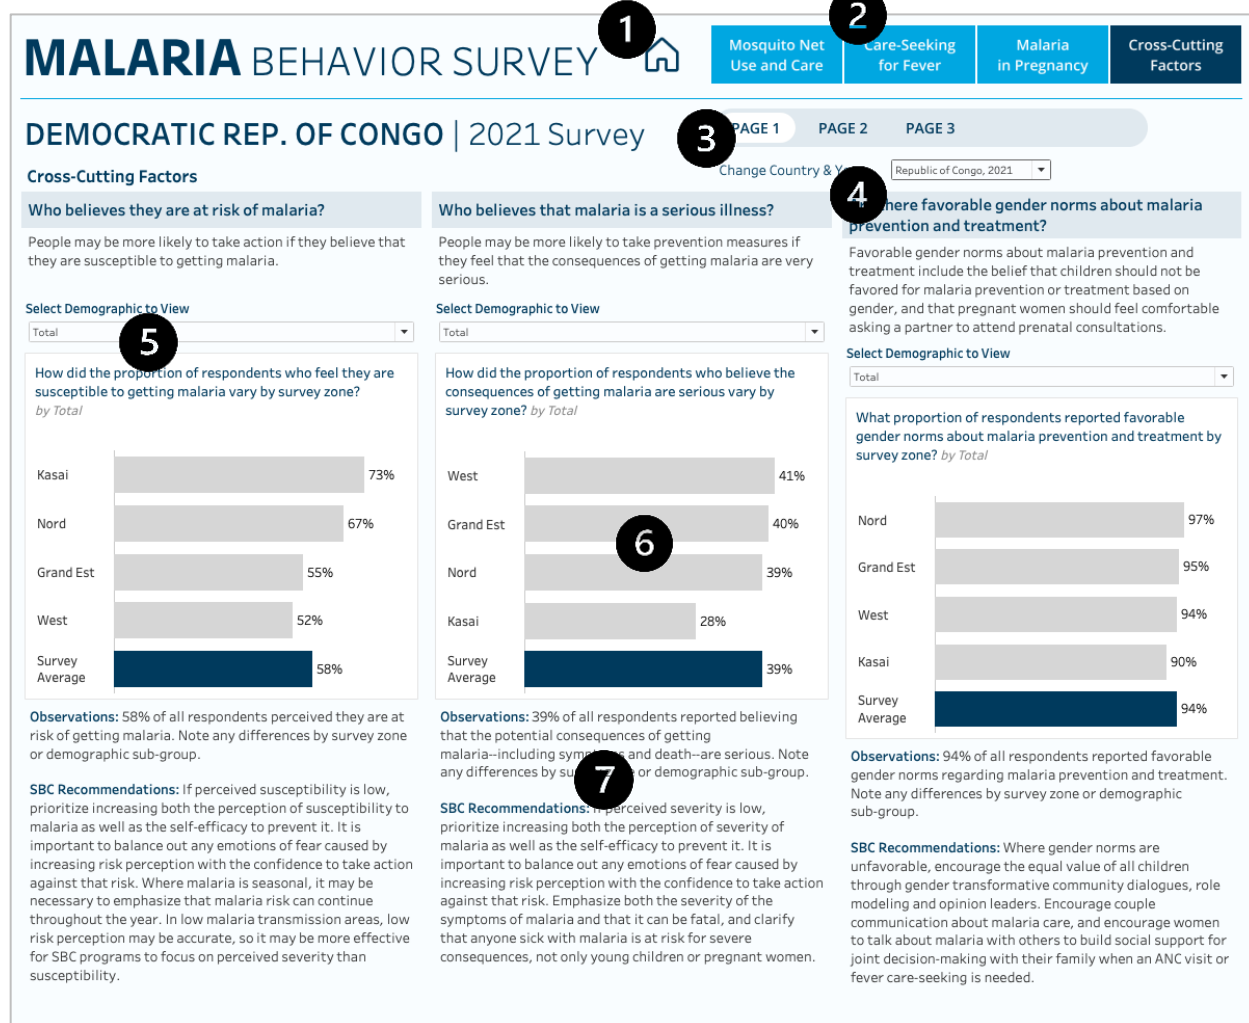 1
2
MALARIA BEHAVIOR SURVEY
Mosquito Net
Use and Care
Care-Seeking
for Fever
Malaria
in Pregnancy
Cross-Cutting
Factors
DEMOCRATIC REP. OF CONGO | 2021 Survey
3
PAGE 1 PAGE 2 PAGE 3
Change Country &
Republic of Congo, 2021
4
Cross-Cutting Factors
Who believes they are at risk of malaria?
People may be more likely to take action if they believe that
they are susceptible to getting malaria.
Select Demographic to View
Total
5
How did the proportion of respondents who feel they are
susceptible to getting malaria vary by survey zone?
by Total
Kasai 73%
Nord 67%
Grand Est 55%
West 52%
Survey
Average
58%
Observations: 58% of all respondents perceived they are at
risk of getting malaria. Note any differences by survey zone
or demographic sub-group.
SBC Recommendations: If perceived susceptibility is low,
prioritize increasing both the perception of susceptibility to
malaria as well as the self-efficacy to prevent it. It is
important to balance out any emotions of fear caused by
increasing risk perception with the confidence to take action
against that risk. Where malaria is seasonal, it may be
necessary to emphasize that malaria risk can continue
throughout the year. In low malaria transmission areas, low
risk perception may be accurate, so it may be more effective
for SBC programs to focus on perceived severity than
susceptibility.
Who believes that malaria is a serious illness?
People may be more likely to take prevention measures if
they feel that the consequences of getting malaria are very
serious.
Select Demographic to View
Total
How did the proportion of respondents who believe the
consequences of getting malaria are serious vary by
survey zone? by Total
West 41%
Grand Est 40%
6
Nord 39%
Kasai 28%
Survey
Average
39%
Observations: 39% of all respondents reported believing
that the potential consequences of getting
malaria--including and death--are serious. Note
any differences by or demographic sub-group.
7
SBC Recommendations: If perceived severity is low,
prioritize increasing both the perception of severity of
malaria as well as the self-efficacy to prevent it. It is
important to balance out any emotions of fear caused by
increasing risk perception with the confidence to take action
against that risk. Emphasize both the severity of the
symptoms of malaria and that it can be fatal, and clarify
that anyone sick with malaria is at risk for severe
consequences, not only young children or pregnant women.
here favorable gender norms about malaria
prevention and treatment?
Favorable gender norms about malaria prevention and
treatment include the belief that children should not be
favored for malaria prevention or treatment based on
gender, and that pregnant women should feel comfortable
asking a partner to attend prenatal consultations.
Select Demographic to View
Total
What proportion of respondents reported favorable
gender norms about malaria prevention and treatment by
survey zone? by Total
Nord 97%
Grand Est 95%
West 94%
Kasai 90%
Survey
Average
94%
Observations: 94% of all respondents reported favorable
gender norms regarding malaria prevention and treatment.
Note any differences by survey zone or demographic
sub-group.
SBC Recommendations: Where gender norms are
unfavorable, encourage the equal value of all children
through gender transformative community dialogues, role
modeling and opinion leaders. Encourage couple
communication about malaria care, and encourage women
to talk about malaria with others to build social support for
joint decision-making with their family when an ANC visit or
fever care-seeking is needed.